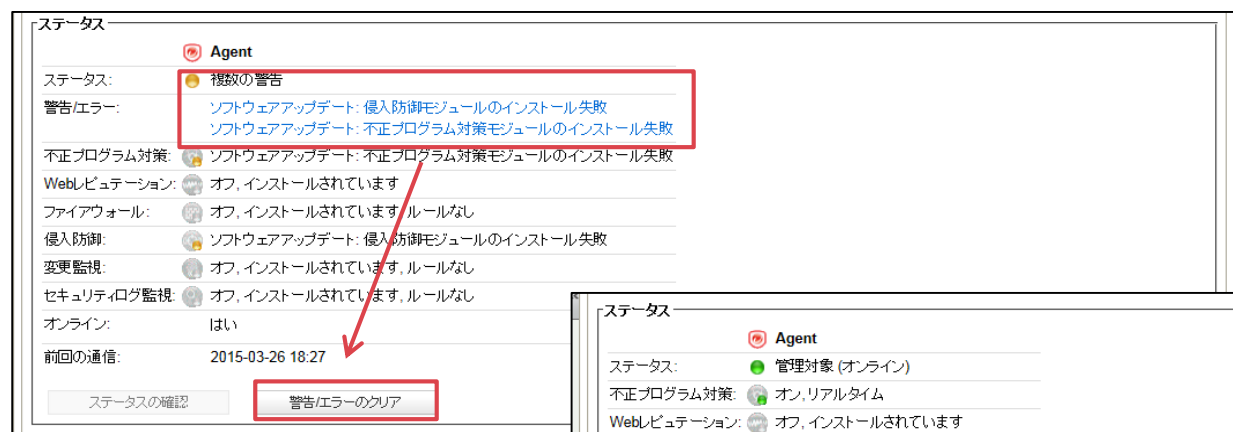 ステータス
Agent
ステータス: 複数の警告
警告/エラー: ソフトウェアアップデート: 侵入防御モジュールのインストール失敗
ソフトウェアアップデート: 不正プログラム対策モジュールのインストール失敗
不正プログラム対策: ソフトウェアアップデート: 不正プログラム対策モジュールのインストール失敗
Webレピュテーション: オフ, インストールされています
ファイアウォール: オフ, インストールされています, ルールなし
侵入防御: ソフトウェアアップデート: 侵入防御モジュールのインストール失敗
変更監視: オフ, インストールされています, ルールなし
セキュリティログ監視: オフ, インストールされています, ルールなし
オンライン: はい
前回の通信: 2015-03-26 18:27
ステータスの確認 警告/エラーのクリア
ステータス
Agent
ステータス: 管理対象 (オンライン)
不正プログラム対策: オン, リアルタイム
Webレピュテーション: オフ, インストールされています